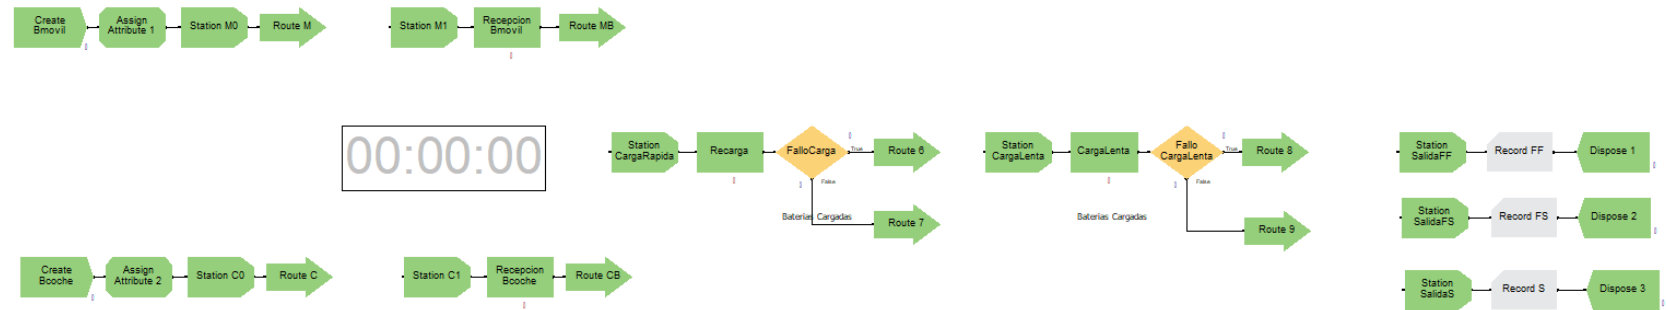 Create
Bmovil
Assign
Attribute 1
Station M0
Route M
Station M1
Recepcion
Bmovil
Route MB
00:00:00
Station
CargaRapida
Recarga
FalloCarga
True
False
Route 6
Baterias Cargadas
Route 7
Station
CargaLenta
CargaLenta
Fallo
CargaLenta
True
False
Route 8
Baterias Cargadas
Route 9
Station
SalidaFF
Record FF
Dispose 1
Station
SalidaFS
Record FS
Dispose 2
Station
SalidaS
Record S
Dispose 3
Create
Bcoche
Assign
Attribute 2
Station C0
Route C
Station C1
Recepcion
Bcoche
Route CB